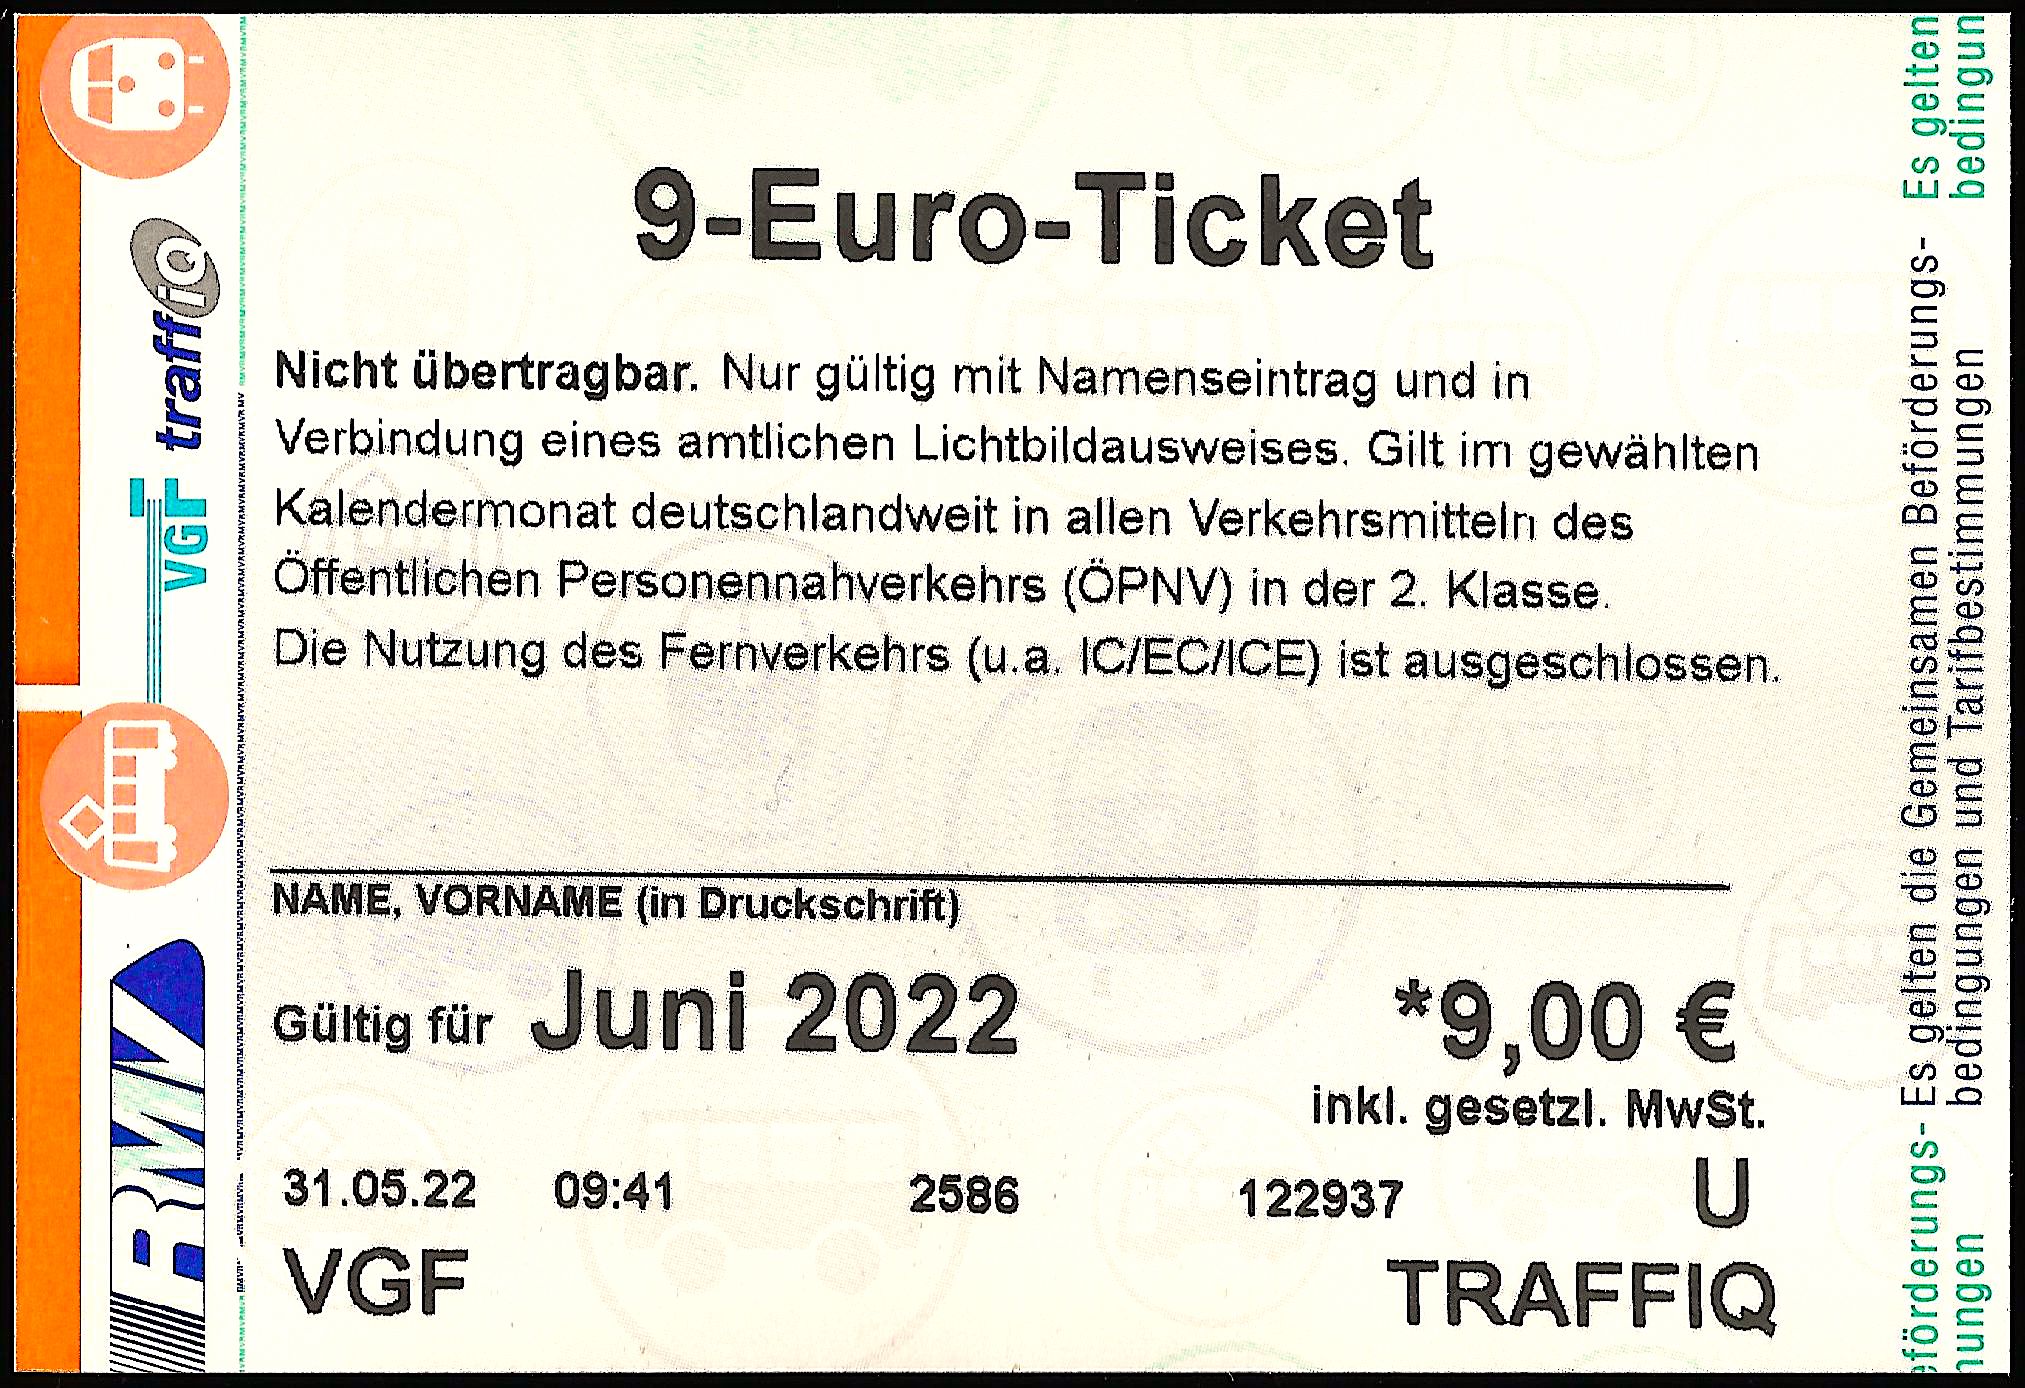 9-Euro-Ticket
Nicht übertragbar. Nur gültig mit Namenseintrag und in
Verbindung eines amtlichen Lichtbildausweises. Gilt im gewählten
Kalendermonat deutschlandweit in allen Verkehrsmitteln des
Öffentlichen Personennahverkehrs (ÖPNV) in der 2. Klasse.
Die Nutzung des Fernverkehrs (u.a. IC/EC/ICE) ist ausgeschlossen.
NAME, VORNAME (in Druckschrift)
Gültig für Juni 2022 *9,00 €
inkl. gesetzl. MwSt.
31.05.22 09:41 2586 122937 U
VGF TRAFFIQ
RMV
VGF
traffiQ
Es gelten
bedingun
Es gelten die Gemeinsamen Beförderungs-
bedingungen und Tarifbestimmungen
eförderungs-
nungen